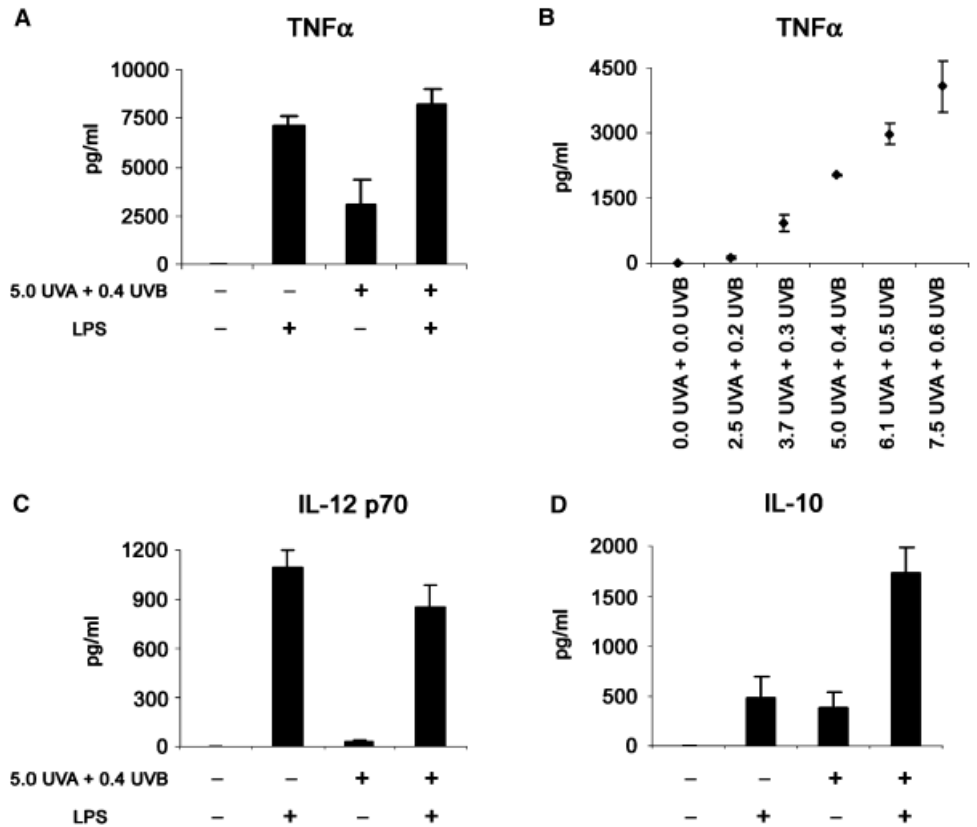 A
TNFα
10000
7500
5000
2500
0
pg/ml
5.0 UVA + 0.4 UVB – – + +
LPS – + – +
B
TNFα
4500
3000
1500
0
pg/ml
0.0 UVA + 0.0 UVB
2.5 UVA + 0.2 UVB
3.7 UVA + 0.3 UVB
5.0 UVA + 0.4 UVB
6.1 UVA + 0.5 UVB
7.5 UVA + 0.6 UVB
C
IL-12 p70
1200
900
600
300
0
pg/ml
5.0 UVA + 0.4 UVB – – + +
LPS – + – +
D
IL-10
2000
1500
1000
500
0
pg/ml
– – + +
– + – +